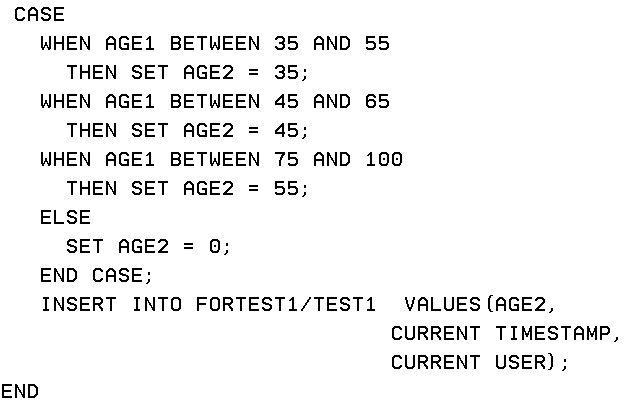 CASE
WHEN AGE1 BETWEEN 35 AND 55
THEN SET AGE2 = 35;
WHEN AGE1 BETWEEN 45 AND 65
THEN SET AGE2 = 45;
WHEN AGE1 BETWEEN 75 AND 100
THEN SET AGE2 = 55;
ELSE
SET AGE2 = 0;
END CASE;
INSERT INTO FORTEST1/TEST1 VALUES(AGE2,
CURRENT TIMESTAMP,
CURRENT USER);
END